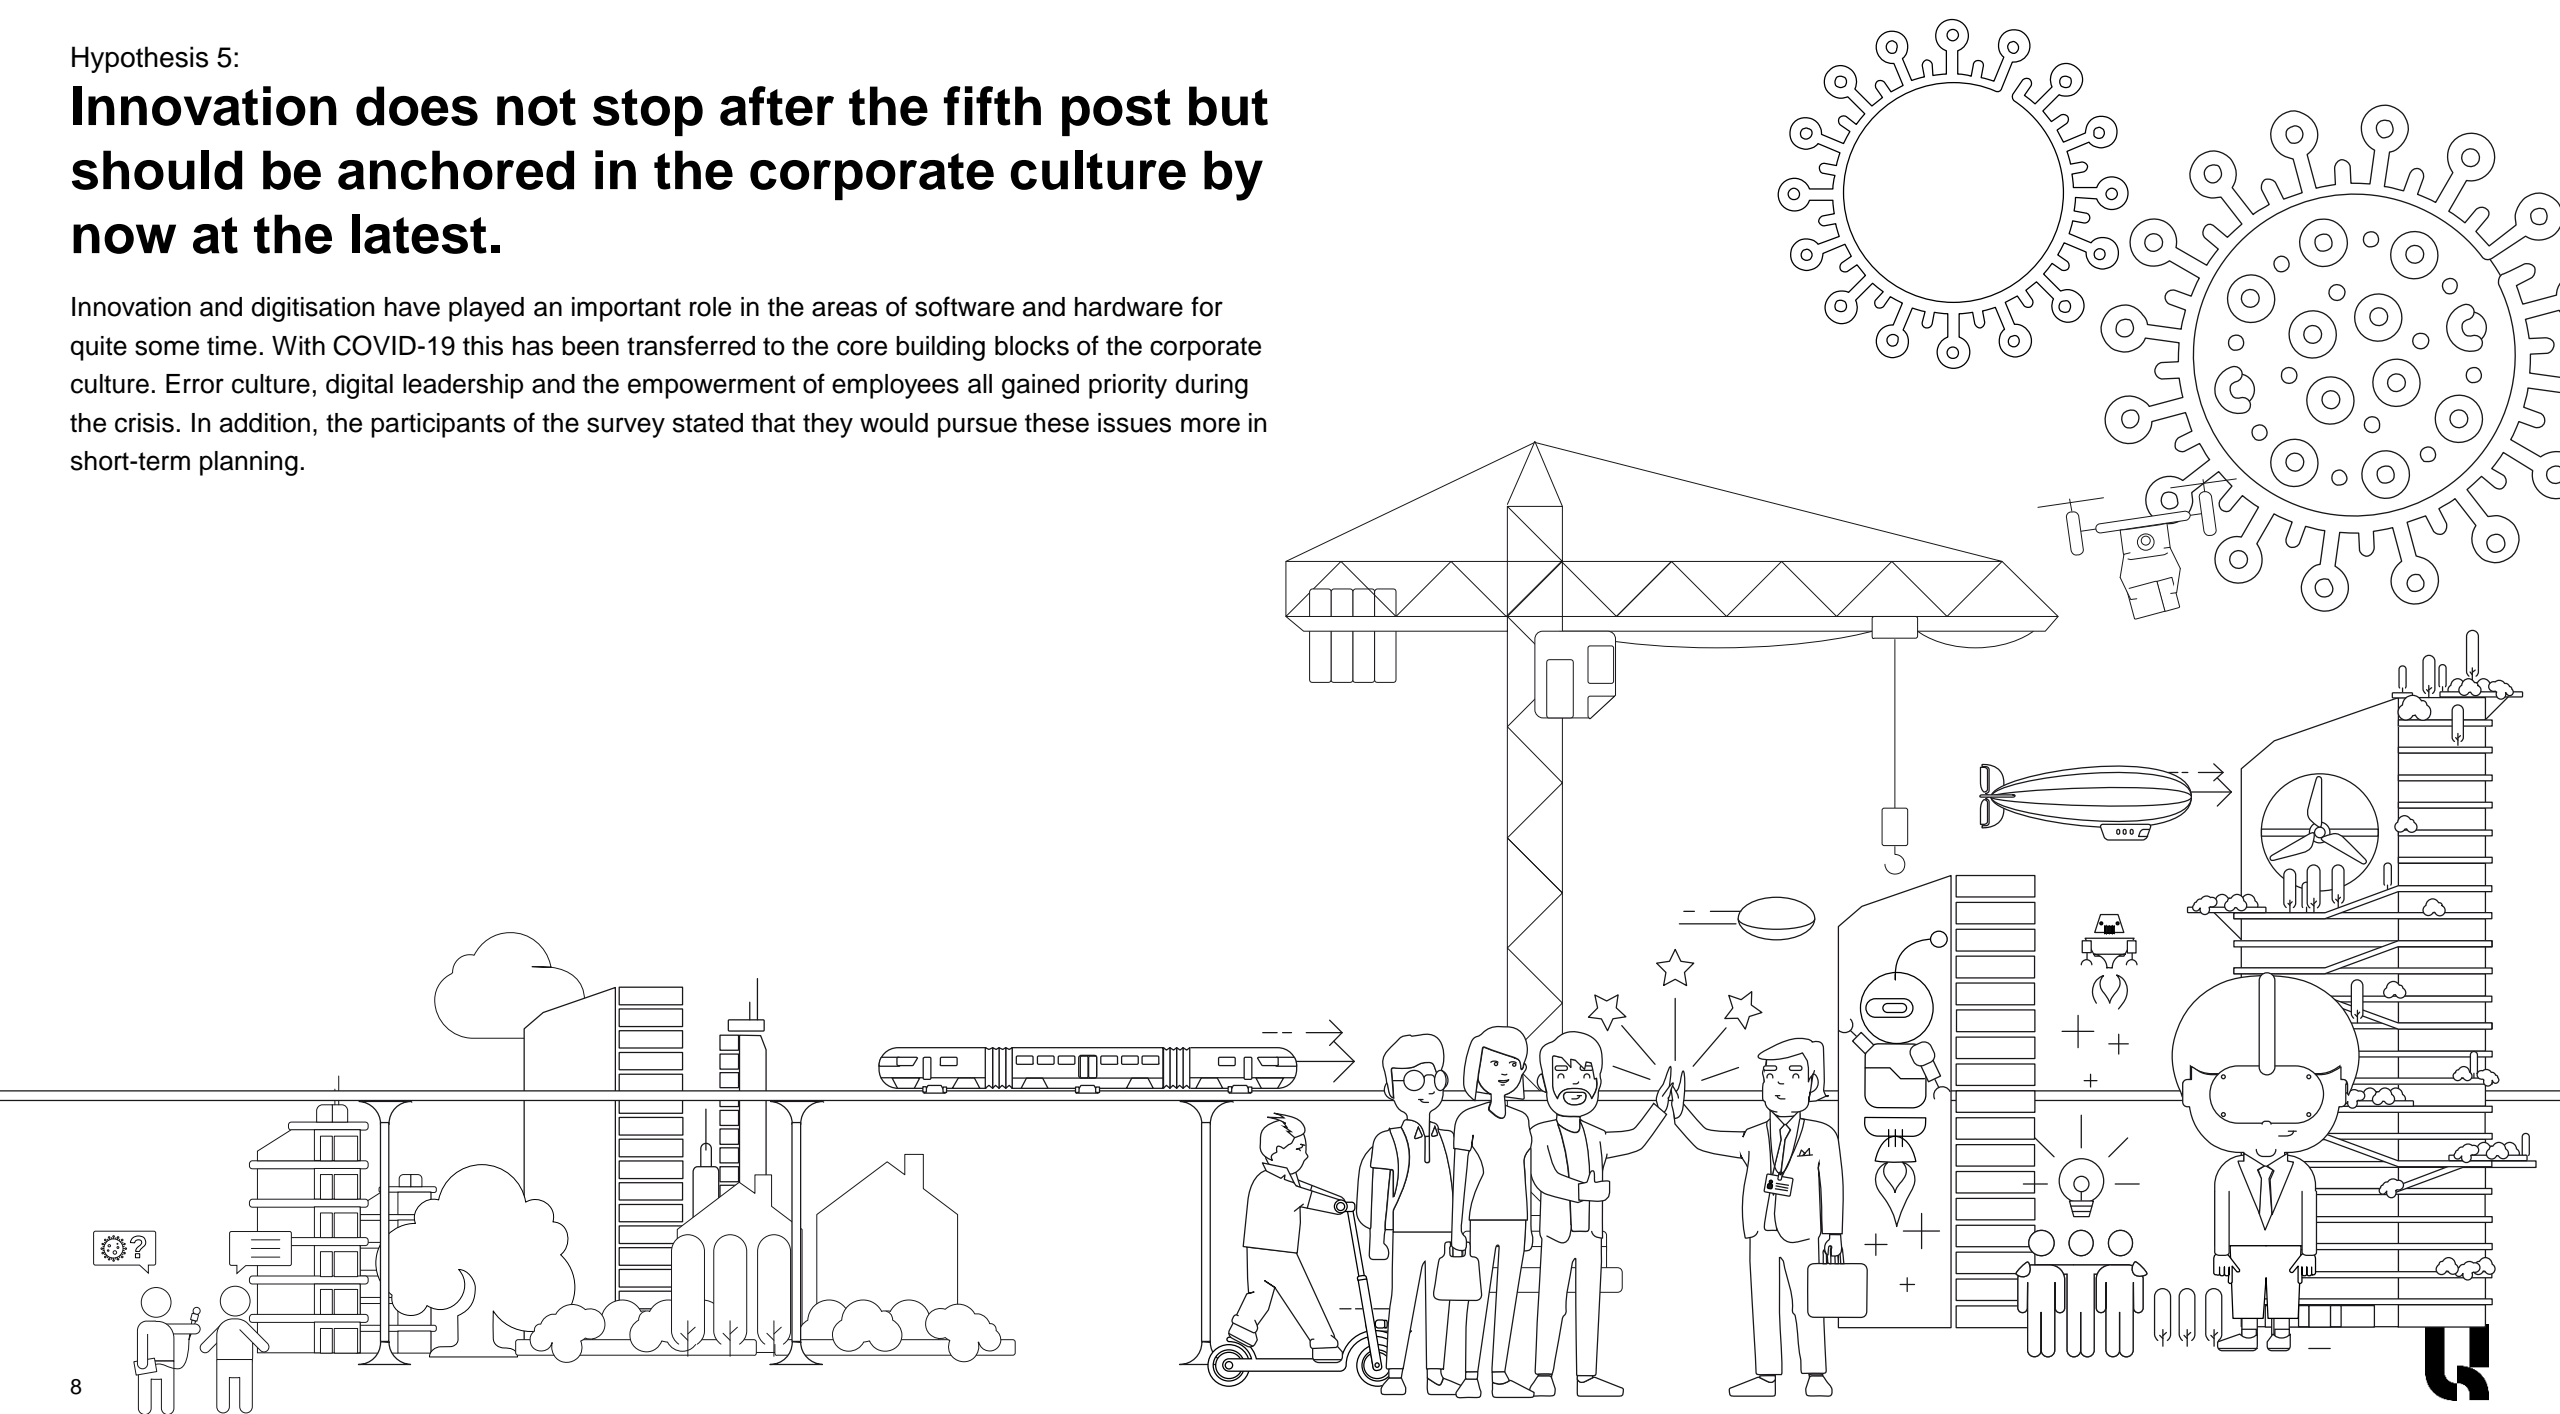 Hypothesis 5:
Innovation does not stop after the fifth post but
should be anchored in the corporate culture by
now at the latest.
Innovation and digitisation have played an important role in the areas of software and hardware for
quite some time. With COVID-19 this has been transferred to the core building blocks of the corporate
culture. Error culture, digital leadership and the empowerment of employees all gained priority during
the crisis. In addition, the participants of the survey stated that they would pursue these issues more in
short-term planning.
?
8